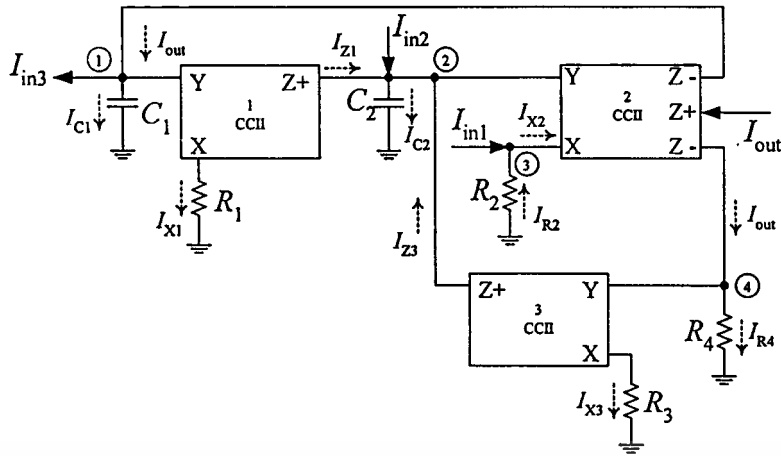 ① I_out I_Z1 I_in2 ②
I_in3 Y Z+ Y Z -
I_C1 C_1 1 CCII C_2 I_C2 2 CCII Z+
X I_in1 I_X2 X Z - I_out
I_X1 R_1 R_2 ③ I_R2
I_Z3 I_out
Z+ Y ④
3 CCII
X R_4 I_R4
I_X3 R_3